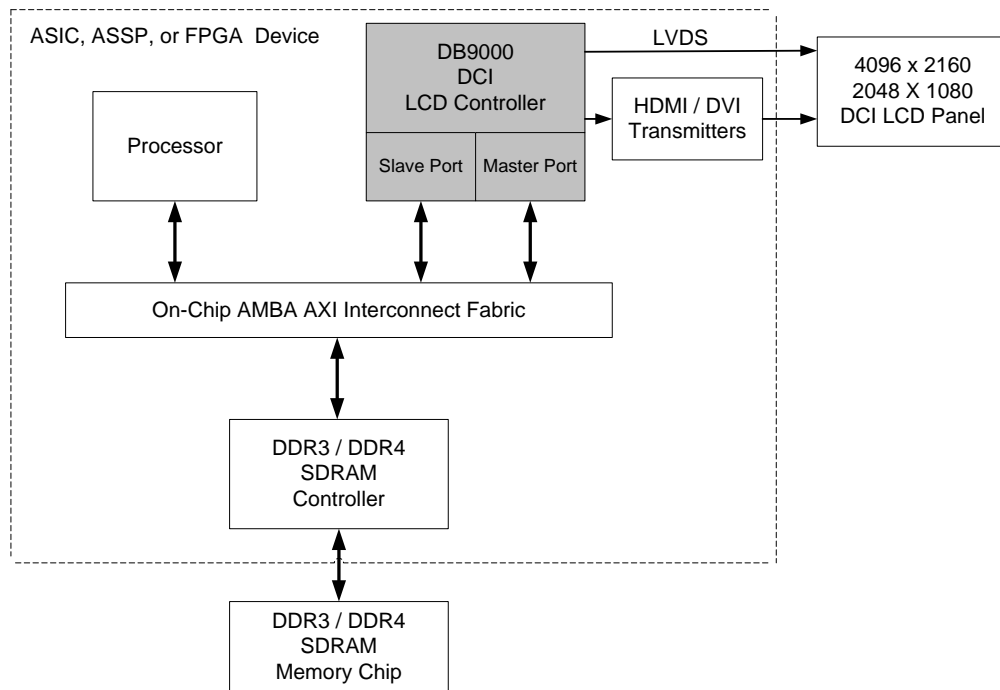 ASIC, ASSP, or FPGA Device
DB9000
DCI
LCD Controller
Slave Port
Master Port
LVDS
4096 x 2160
2048 X 1080
DCI LCD Panel
HDMI / DVI
Transmitters
Processor
On-Chip AMBA AXI Interconnect Fabric
DDR3 / DDR4
SDRAM
Controller
DDR3 / DDR4
SDRAM
Memory Chip